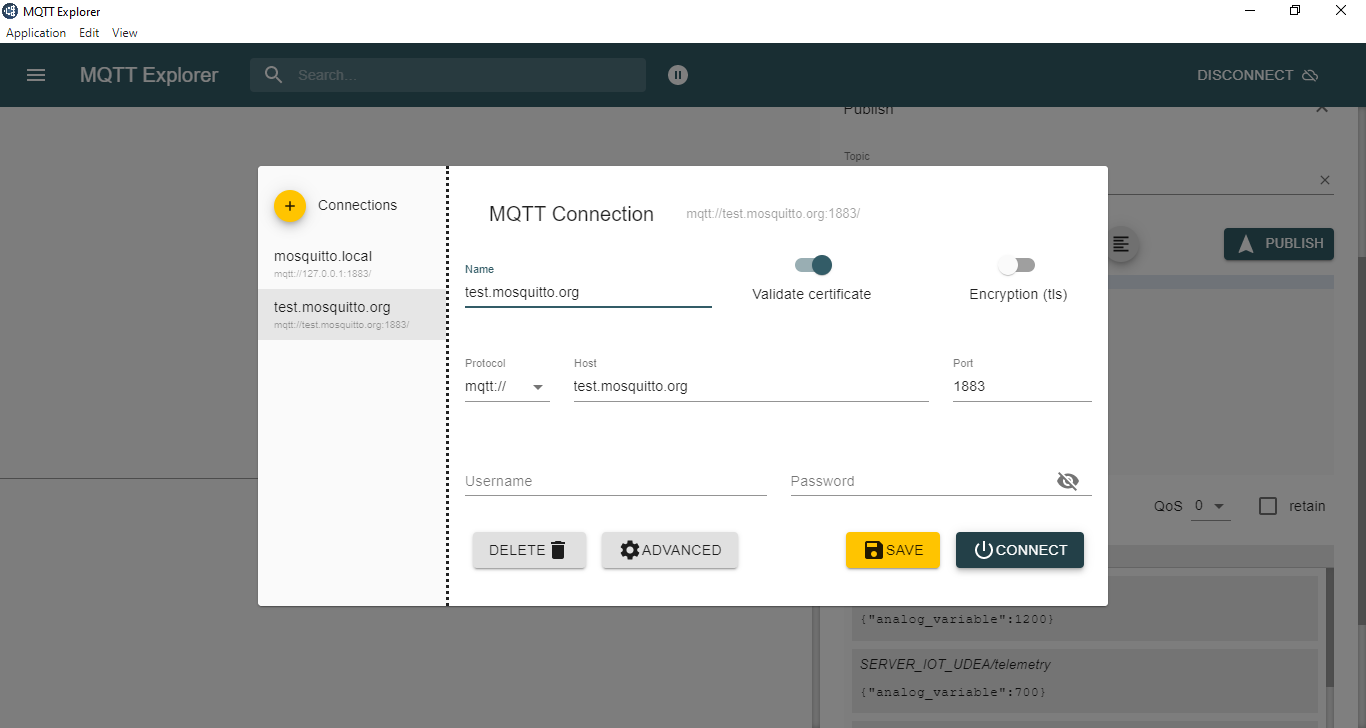 MQTT Explorer
Application Edit View
MQTT Explorer
Search...
DISCONNECT
Publish
Topic
PUBLISH
QoS 0
retain
{"analog_variable":1200}
SERVER_IOT_UDEA/telemetry
{"analog_variable":700}
+ Connections
mosquitto.local
mqtt://127.0.0.1:1883/
test.mosquitto.org
mqtt://test.mosquitto.org:1883/
MQTT Connection mqtt://test.mosquitto.org:1883/
Name
test.mosquitto.org
Validate certificate
Encryption (tls)
Protocol
mqtt://
Host
test.mosquitto.org
Port
1883
Username
Password
DELETE
ADVANCED
SAVE
CONNECT